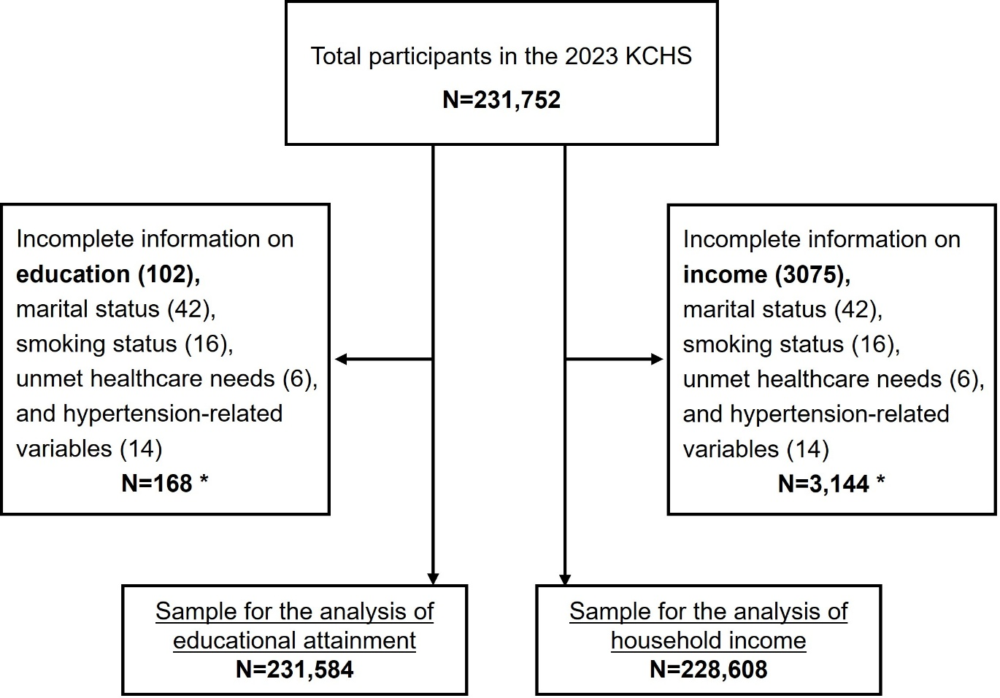 Total participants in the 2023 KCHS
N=231,752
Incomplete information on
education (102),
marital status (42),
smoking status (16),
unmet healthcare needs (6),
and hypertension-related
variables (14)
N=168 *
Incomplete information on
income (3075),
marital status (42),
smoking status (16),
unmet healthcare needs (6),
and hypertension-related
variables (14)
N=3,144 *
Sample for the analysis of
educational attainment
N=231,584
Sample for the analysis of
household income
N=228,608